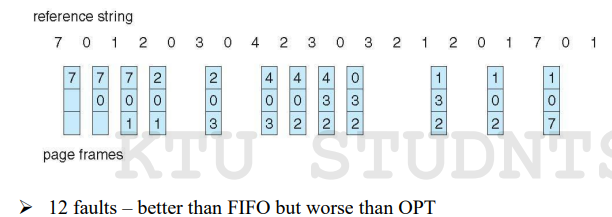 reference string
7 0 1 2 0 3 0 4 2 3 0 3 2 1 2 0 1 7 0 1
7 7 7 2 2 4 4 4 0 1 1 1
0 0 0 0 0 0 3 3 3 0 0
1 1 3 3 2 2 2 2 2 7
page frames
KTU STUDNTS
➢ 12 faults – better than FIFO but worse than OPT